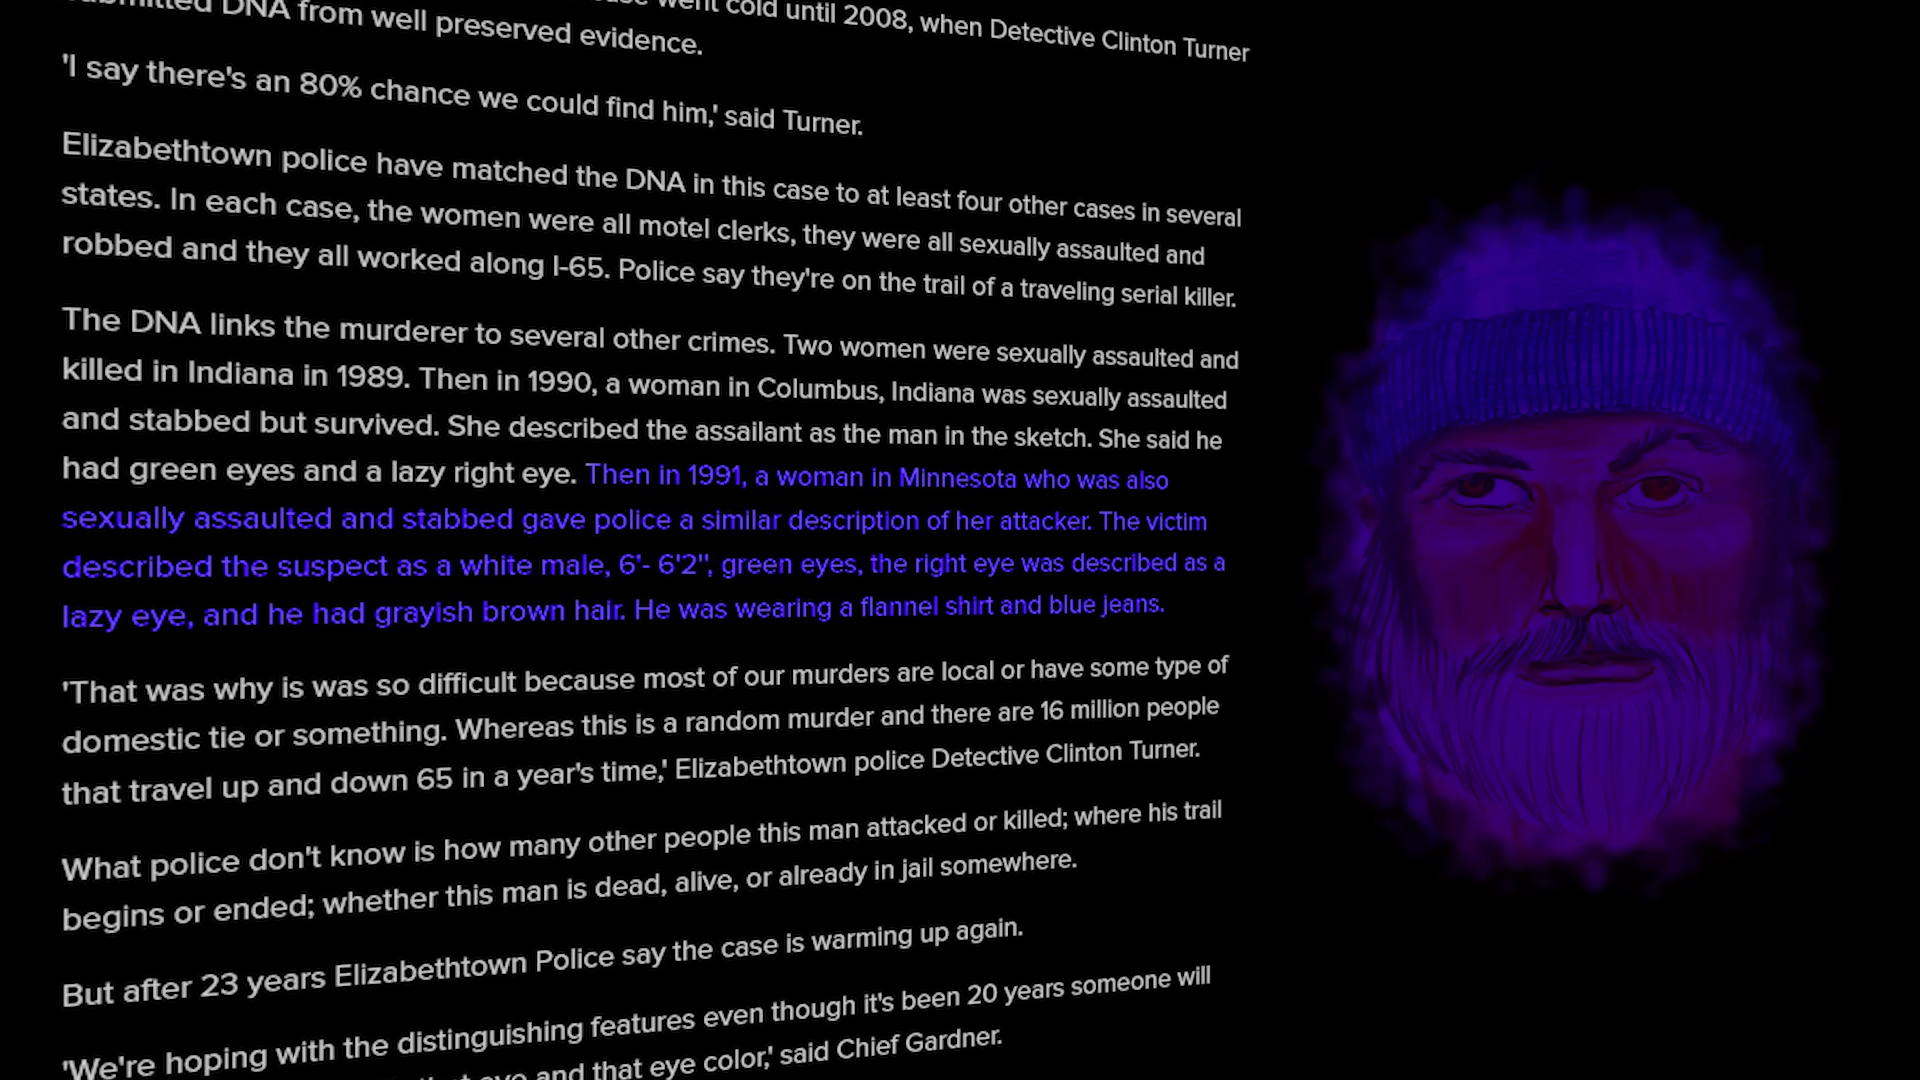 went cold until 2008, when Detective Clinton Turner
submitted DNA from well preserved evidence.
'I say there's an 80% chance we could find him,' said Turner.
Elizabethtown police have matched the DNA in this case to at least four other cases in several
states. In each case, the women were all motel clerks, they were all sexually assaulted and
robbed and they all worked along I-65. Police say they're on the trail of a traveling serial killer.
The DNA links the murderer to several other crimes. Two women were sexually assaulted and
killed in Indiana in 1989. Then in 1990, a woman in Columbus, Indiana was sexually assaulted
and stabbed but survived. She described the assailant as the man in the sketch. She said he
had green eyes and a lazy right eye. Then in 1991, a woman in Minnesota who was also
sexually assaulted and stabbed gave police a similar description of her attacker. The victim
described the suspect as a white male, 6'- 6'2", green eyes, the right eye was described as a
lazy eye, and he had grayish brown hair. He was wearing a flannel shirt and blue jeans.
'That was why is was so difficult because most of our murders are local or have some type of
domestic tie or something. Whereas this is a random murder and there are 16 million people
that travel up and down 65 in a year's time,' Elizabethtown police Detective Clinton Turner.
What police don't know is how many other people this man attacked or killed; where his trail
begins or ended; whether this man is dead, alive, or already in jail somewhere.
But after 23 years Elizabethtown Police say the case is warming up again.
'We're hoping with the distinguishing features even though it's been 20 years someone will
that eye and that eye color,' said Chief Gardner.